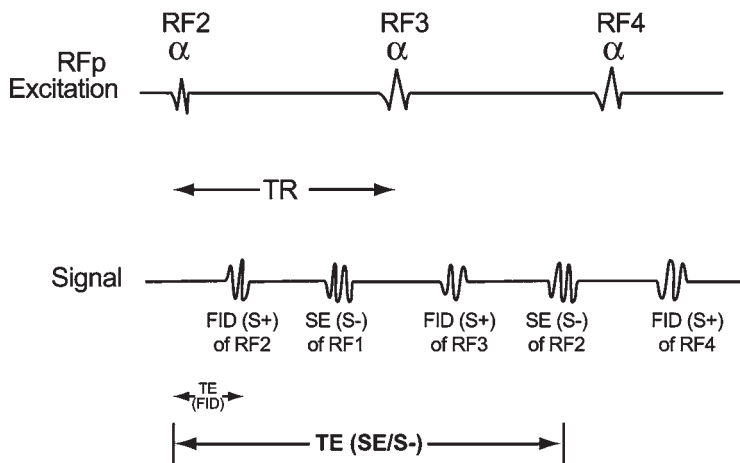 RF2 RF3 RF4
α α α
RFp
Excitation
TR
Signal
FID (S+) SE (S-) FID (S+) SE (S-) FID (S+)
of RF2 of RF1 of RF3 of RF2 of RF4
TE
(FID)
TE (SE/S-)